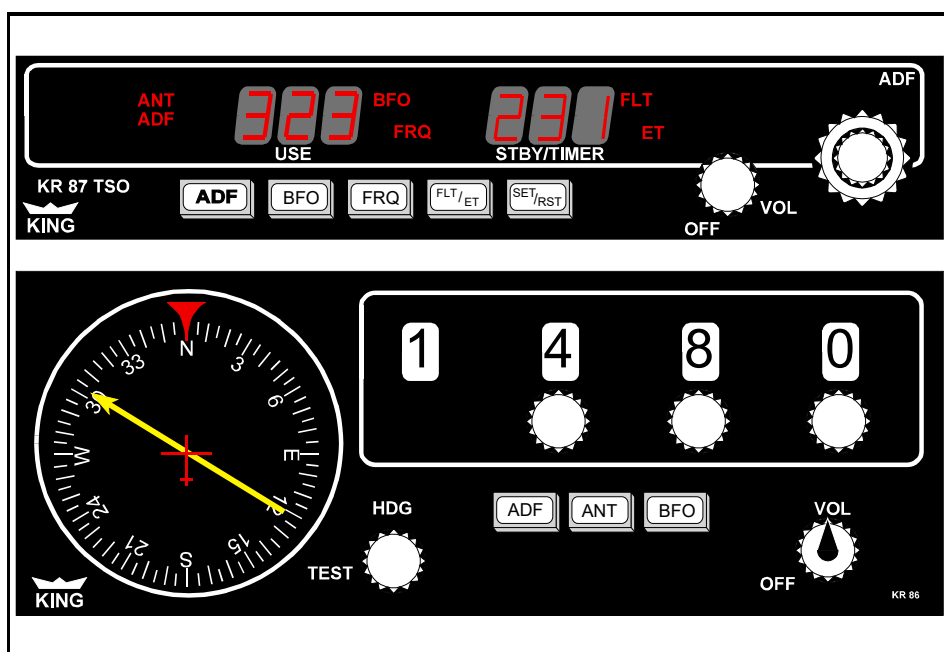 ADF
ANT
ADF
323
BFO
FRQ
231
FLT
ET
USE
STBY/TIMER
KR 87 TSO
KING
ADF
BFO
FRQ
FLT/ET
SET/RST
VOL
OFF
N
3
6
E
12
15
S
21
24
W
30
33
1
4
8
0
HDG
TEST
ADF
ANT
BFO
VOL
OFF
KING
KR 86